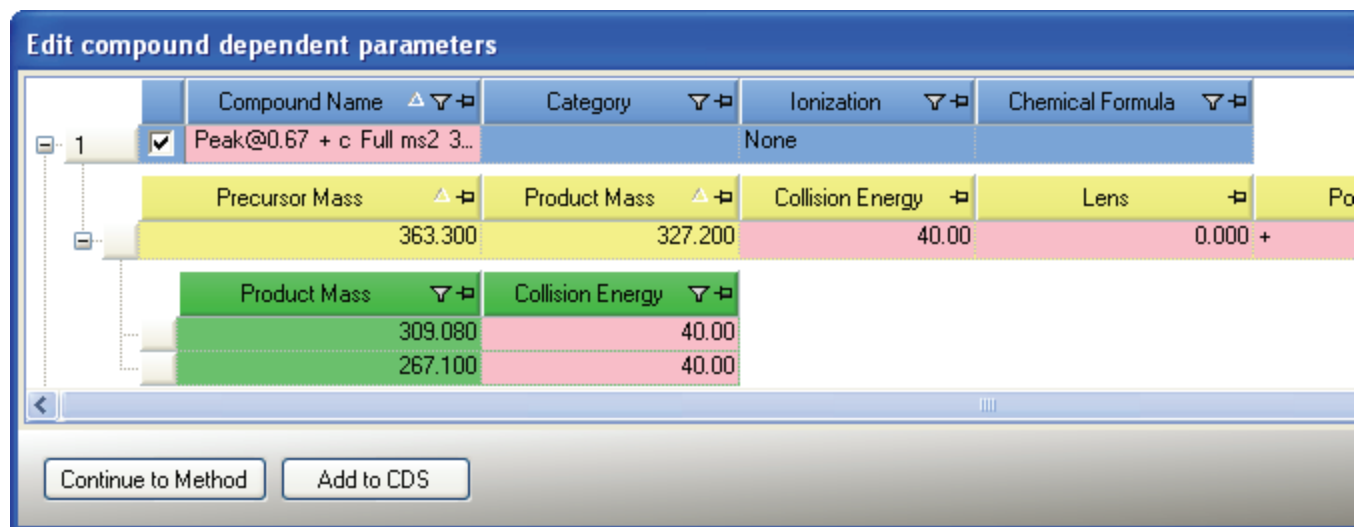 Edit compound dependent parameters
Compound Name Category Ionization Chemical Formula
1 Peak@0.67 + c Full ms2 3... None
Precursor Mass Product Mass Collision Energy Lens Po
363.300 327.200 40.00 0.000 +
Product Mass Collision Energy
309.080 40.00
267.100 40.00
Continue to Method Add to CDS